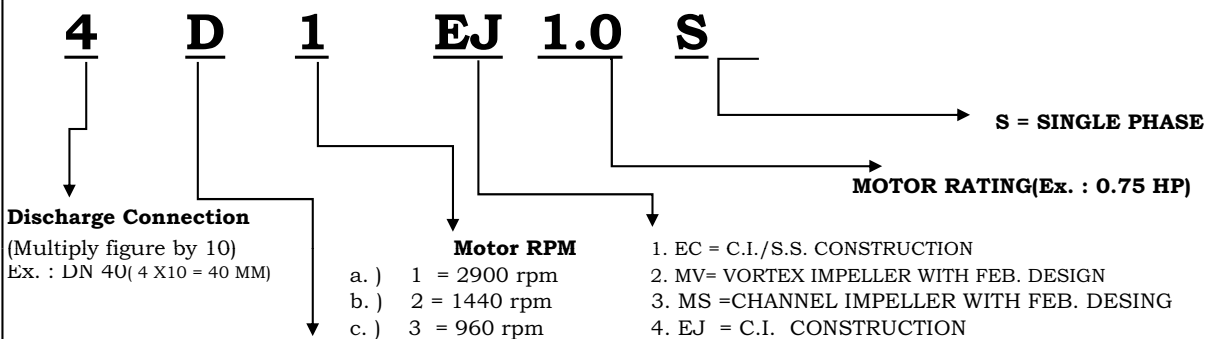 4 D 1 EJ 1.0 S
S = SINGLE PHASE
MOTOR RATING(Ex. : 0.75 HP)
Discharge Connection
(Multiply figure by 10)
Ex. : DN 40( 4 X10 = 40 MM)
Motor RPM
a. ) 1 = 2900 rpm
b. ) 2 = 1440 rpm
c. ) 3 = 960 rpm
1. EC = C.I./S.S. CONSTRUCTION
2. MV= VORTEX IMPELLER WITH FEB. DESIGN
3. MS =CHANNEL IMPELLER WITH FEB. DESING
4. EJ = C.I. CONSTRUCTION